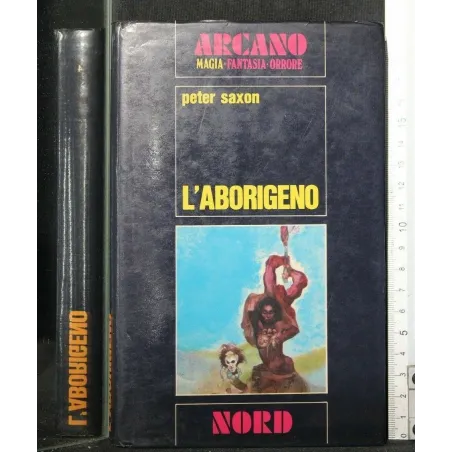 ARCANO
MAGIA-FANTASIA-ORRORE
peter saxon
L'ABORIGENO
NORD
L'ABORIGENO